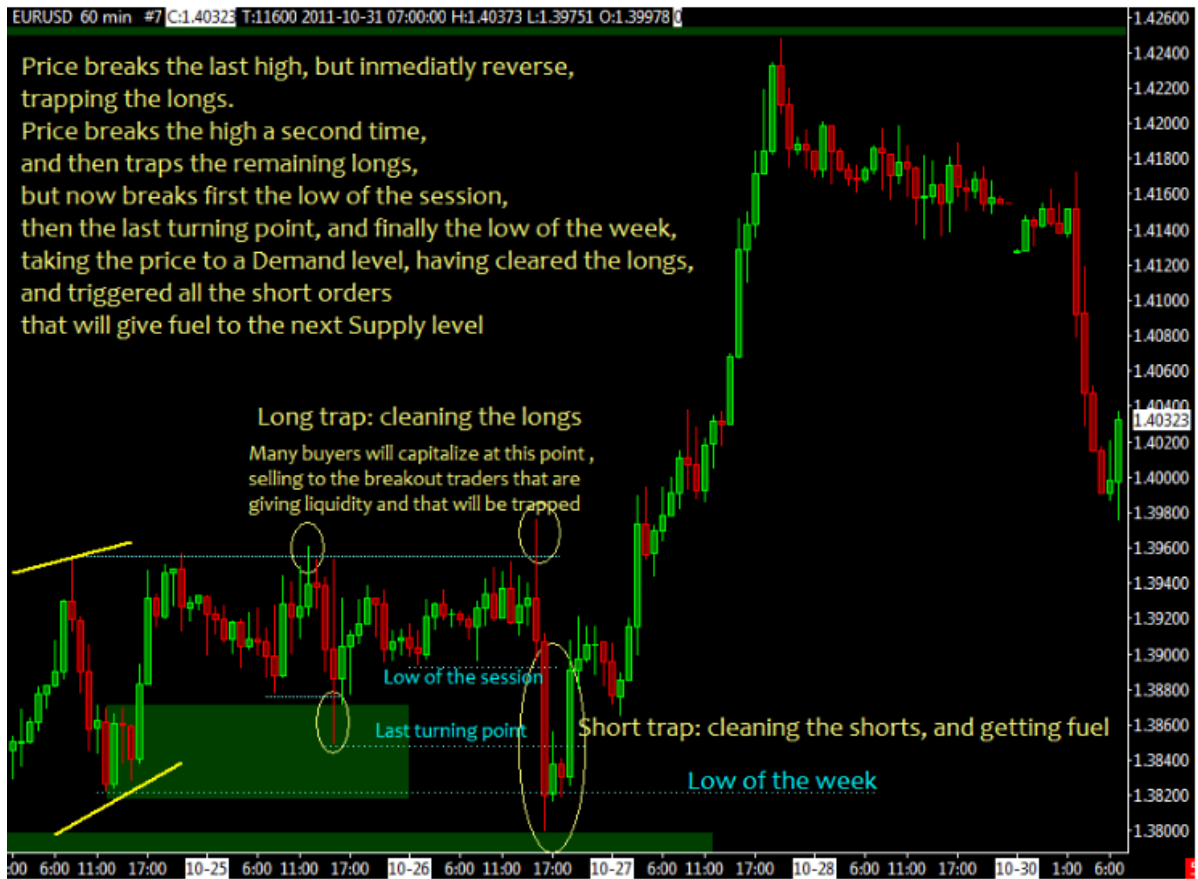 EURUSD 60 min #7 C:1.40323 T:11600 2011-10-31 07:00:00 H:1.40373 L:1.39751 O:1.39978 0
Price breaks the last high, but inmediatly reverse,
trapping the longs.
Price breaks the high a second time,
and then traps the remaining longs,
but now breaks first the low of the session,
then the last turning point, and finally the low of the week,
taking the price to a Demand level, having cleared the longs,
and triggered all the short orders
that will give fuel to the next Supply level
Long trap: cleaning the longs
Many buyers will capitalize at this point ,
selling to the breakout traders that are
giving liquidity and that will be trapped
Low of the session
Last turning point
Short trap: cleaning the shorts, and getting fuel
Low of the week
1.42600
1.42400
1.42200
1.42000
1.41800
1.41600
1.41400
1.41200
1.41000
1.40800
1.40600
1.40400
1.40323
1.40200
1.40000
1.39800
1.39600
1.39400
1.39200
1.39000
1.38800
1.38600
1.38400
1.38200
1.38000
:00 6:00 11:00 17:00 10-25 6:00 11:00 17:00 10-26 6:00 11:00 17:00 10-27 6:00 11:00 17:00 10-28 6:00 11:00 17:00 10-30 1:00 6:00